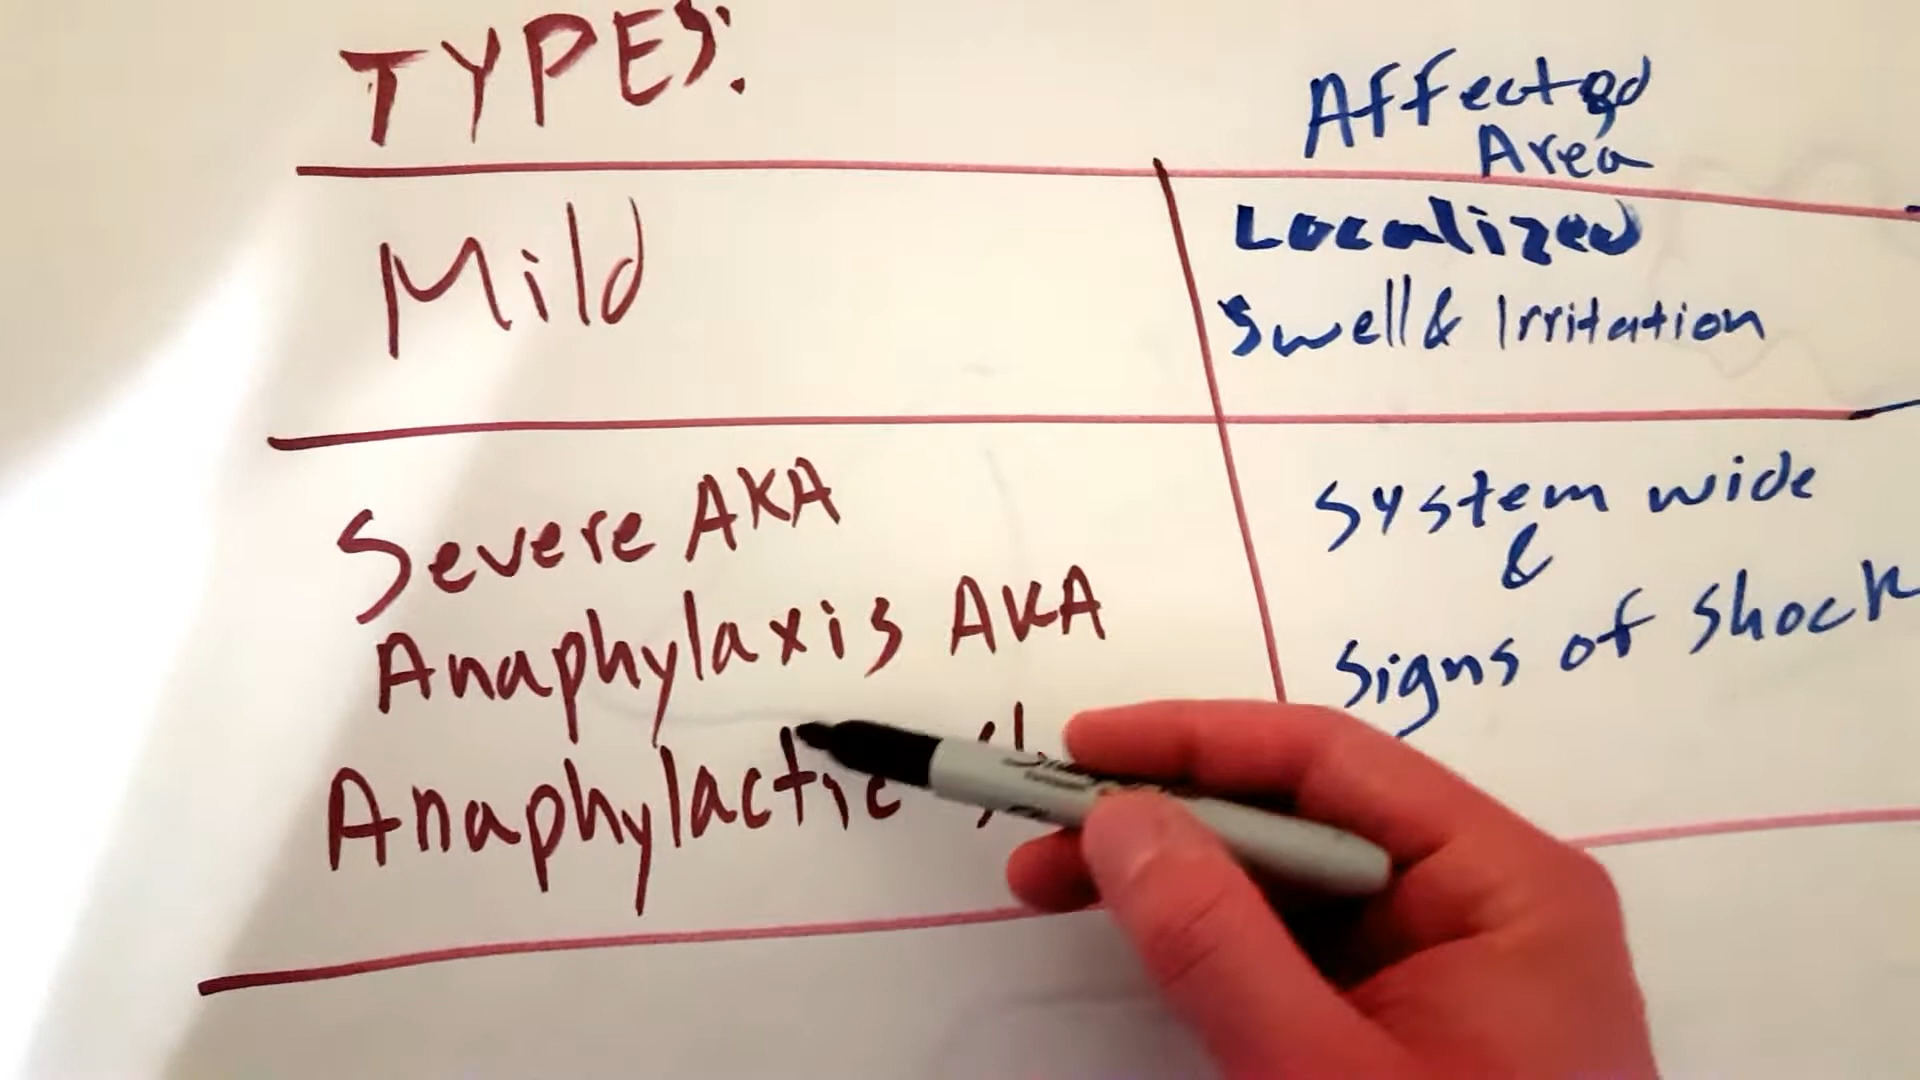 TYPES:
Affected
Area
Mild
Localized
Swell & Irritation
Severe AKA
Anaphylaxis AKA
Anaphylactic
System wide
&
Signs of Shock